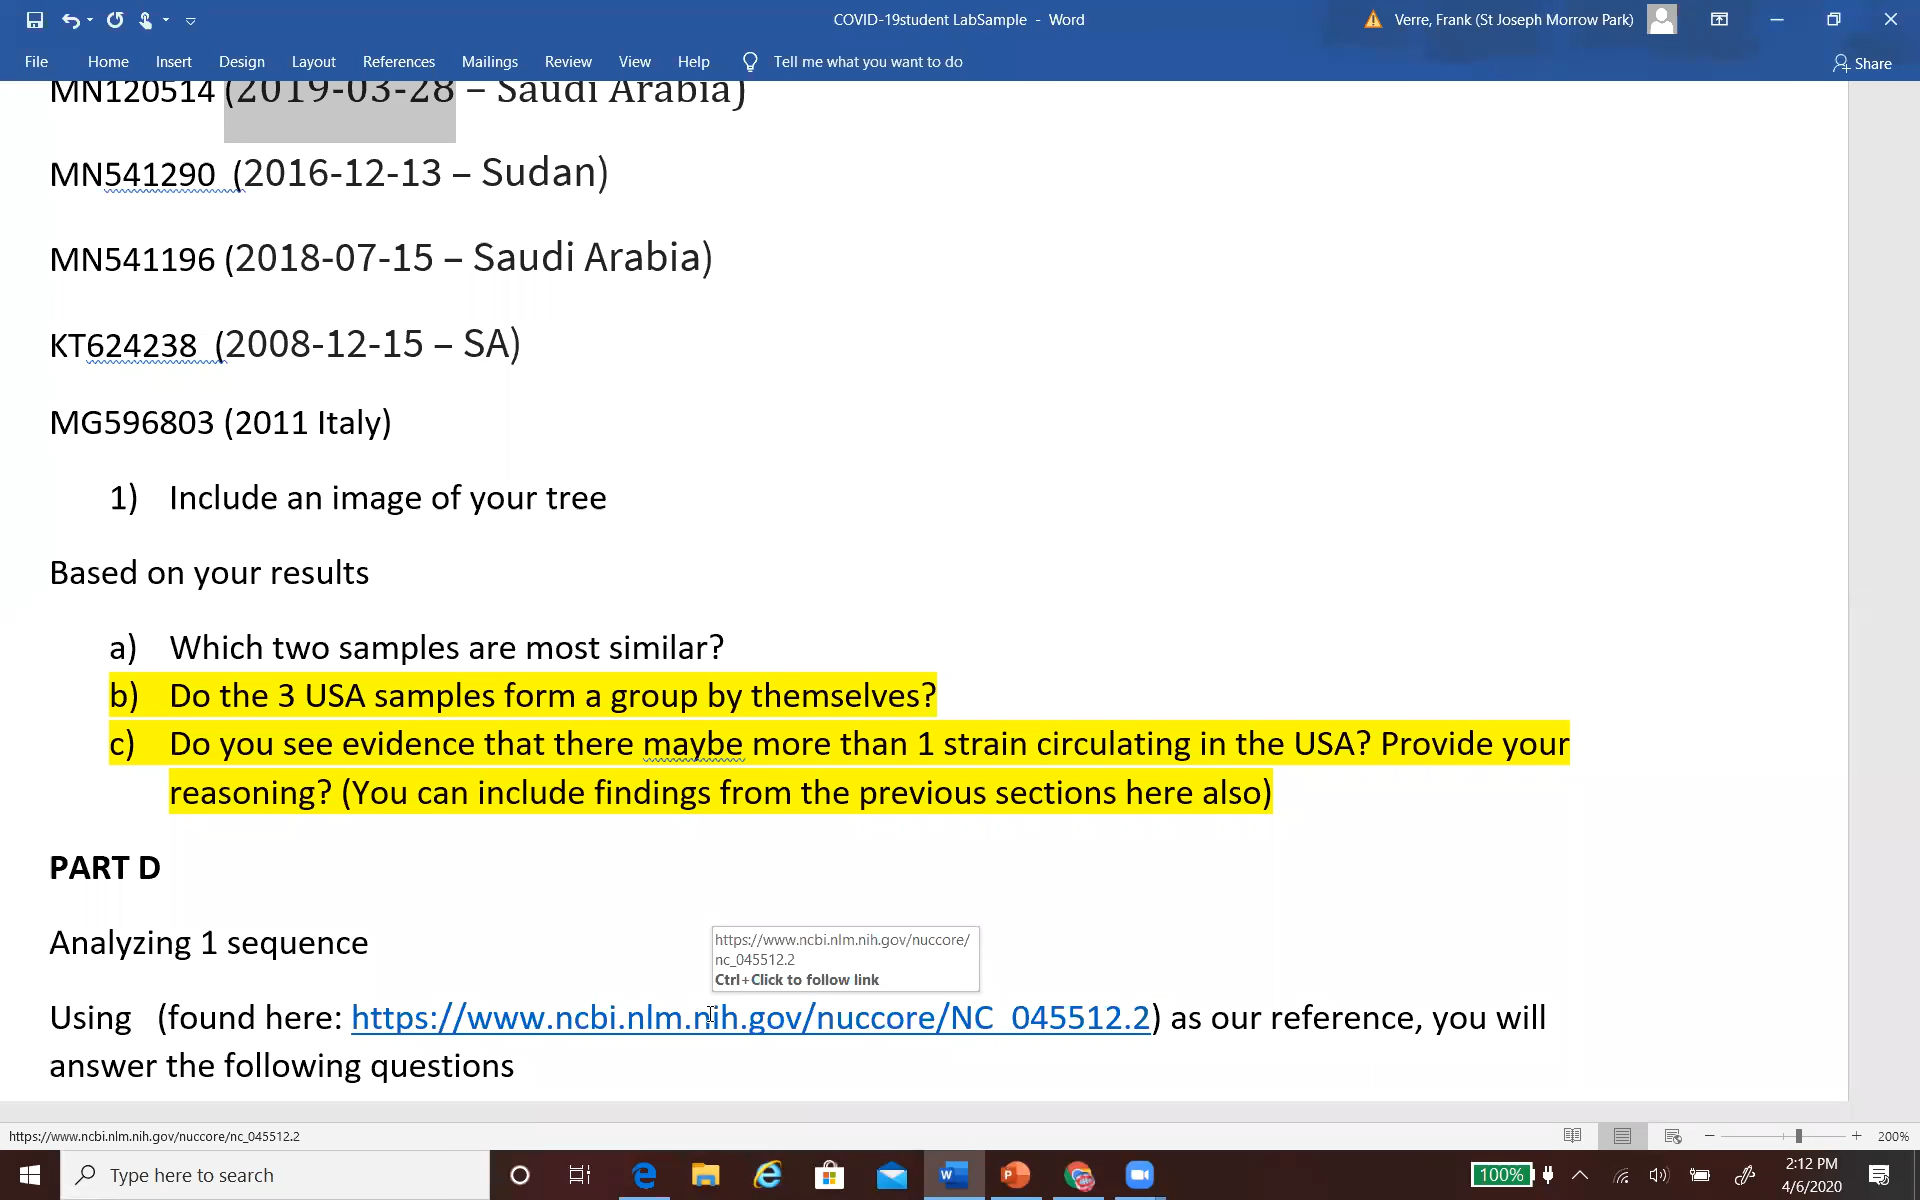 COVID-19student LabSample - Word
Verre, Frank (St Joseph Morrow Park)
File Home Insert Design Layout References Mailings Review View Help Tell me what you want to do Share
MN120514 (2019-03-28 – Saudi Arabia)
MN541290 (2016-12-13 – Sudan)
MN541196 (2018-07-15 – Saudi Arabia)
KT624238 (2008-12-15 – SA)
MG596803 (2011 Italy)
1) Include an image of your tree
Based on your results
a) Which two samples are most similar?
b) Do the 3 USA samples form a group by themselves?
c) Do you see evidence that there maybe more than 1 strain circulating in the USA? Provide your
reasoning? (You can include findings from the previous sections here also)
PART D
Analyzing 1 sequence
https://www.ncbi.nlm.nih.gov/nuccore/
nc_045512.2
Ctrl+Click to follow link
Using (found here: https://www.ncbi.nlm.nih.gov/nuccore/NC_045512.2) as our reference, you will
answer the following questions
https://www.ncbi.nlm.nih.gov/nuccore/nc_045512.2
200%
Type here to search
100%
2:12 PM
4/6/2020